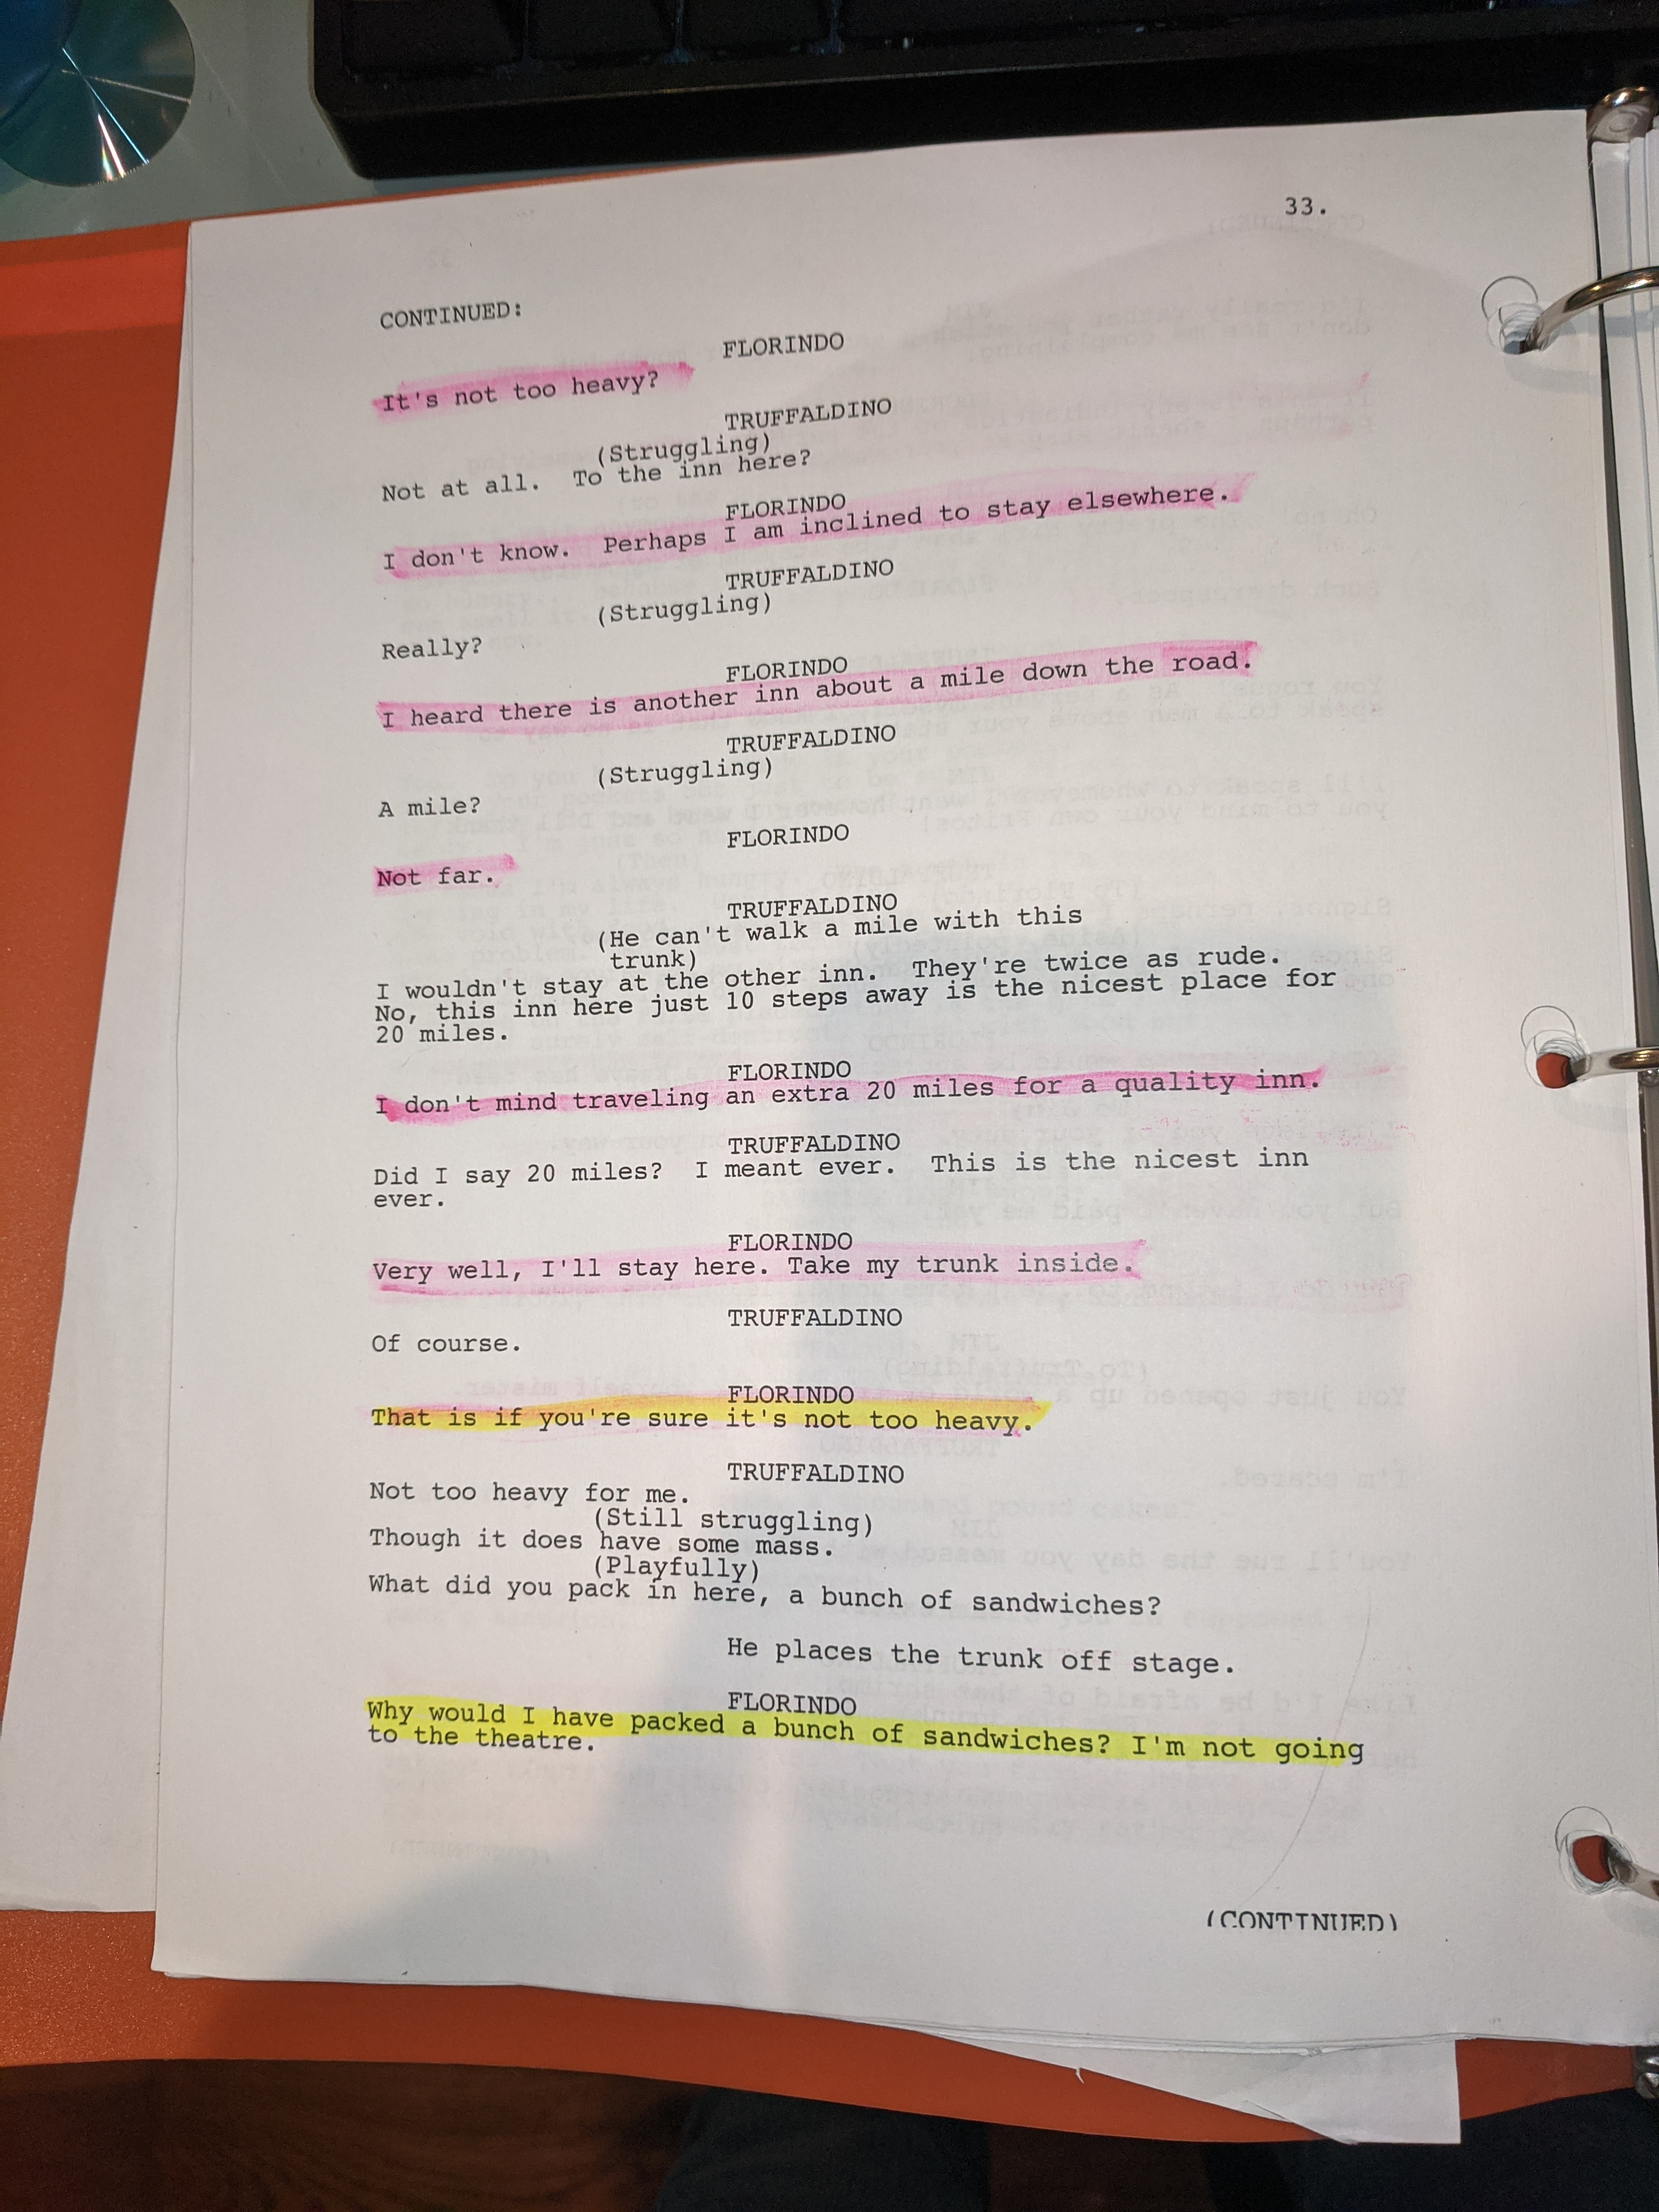 33.
CONTINUED:
FLORINDO
It's not too heavy?
TRUFFALDINO
(Struggling)
Not at all.  To the inn here?
FLORINDO
I don't know.  Perhaps I am inclined to stay elsewhere.
TRUFFALDINO
(Struggling)
Really?
FLORINDO
I heard there is another inn about a mile down the road.
TRUFFALDINO
(Struggling)
A mile?
FLORINDO
Not far.
TRUFFALDINO
(He can't walk a mile with this
trunk)
I wouldn't stay at the other inn.  They're twice as rude.
No, this inn here just 10 steps away is the nicest place for
20 miles.
FLORINDO
I don't mind traveling an extra 20 miles for a quality inn.
TRUFFALDINO
Did I say 20 miles?  I meant ever.  This is the nicest inn
ever.
FLORINDO
Very well, I'll stay here. Take my trunk inside.
TRUFFALDINO
Of course.
FLORINDO
That is if you're sure it's not too heavy.
TRUFFALDINO
Not too heavy for me.
(Still struggling)
Though it does have some mass.
(Playfully)
What did you pack in here, a bunch of sandwiches?
He places the trunk off stage.
FLORINDO
Why would I have packed a bunch of sandwiches? I'm not going
to the theatre.
(CONTINUED)